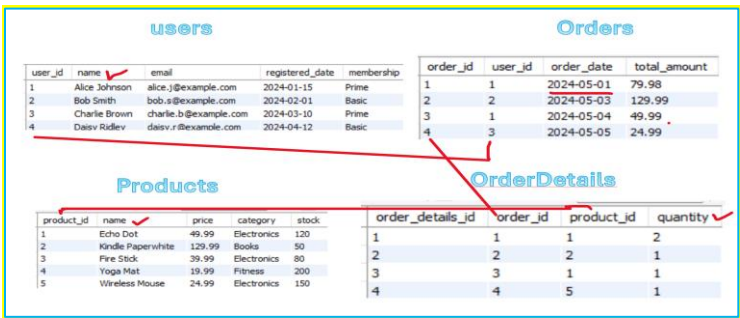 users
user_id name email registered_date membership
1 Alice Johnson alice.j@example.com 2024-01-15 Prime
2 Bob Smith bob.s@example.com 2024-02-01 Basic
3 Charlie Brown charlie.b@example.com 2024-03-10 Prime
4 Daisy Ridley daisy.r@example.com 2024-04-12 Basic
Orders
order_id user_id order_date total_amount
1 1 2024-05-01 79.98
2 2 2024-05-03 129.99
3 1 2024-05-04 49.99
4 3 2024-05-05 24.99
Products
product_id name price category stock
1 Echo Dot 49.99 Electronics 120
2 Kindle Paperwhite 129.99 Books 50
3 Fire Stick 39.99 Electronics 80
4 Yoga Mat 19.99 Fitness 200
5 Wireless Mouse 24.99 Electronics 150
OrderDetails
order_details_id order_id product_id quantity
1 1 1 2
2 2 2 1
3 3 1 1
4 4 5 1